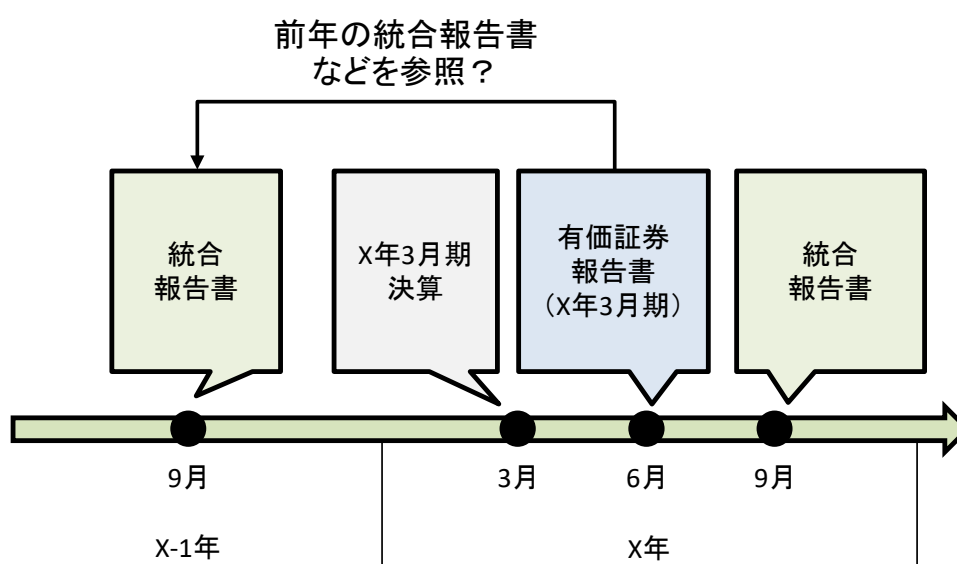 前年の統合報告書
などを参照？
統合
報告書
X年3月期
決算
有価証券
報告書
（X年3月期）
統合
報告書
9月
3月
6月
9月
X-1年
X年